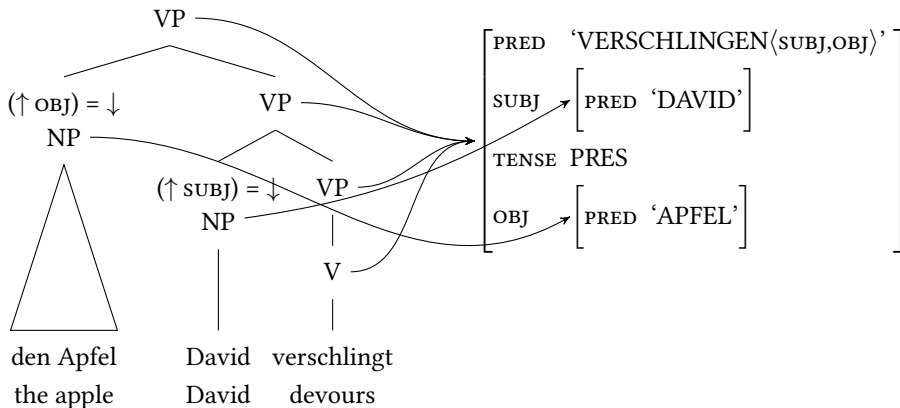 VP
(↑ OBJ) = ↓
NP
VP
(↑ SUBJ) = ↓
NP
VP
V
den Apfel David verschlingt
the apple David devours
PRED ‘VERSCHLINGEN⟨SUBJ,OBJ⟩’
SUBJ [PRED ‘DAVID’]
TENSE PRES
OBJ [PRED ‘APFEL’]